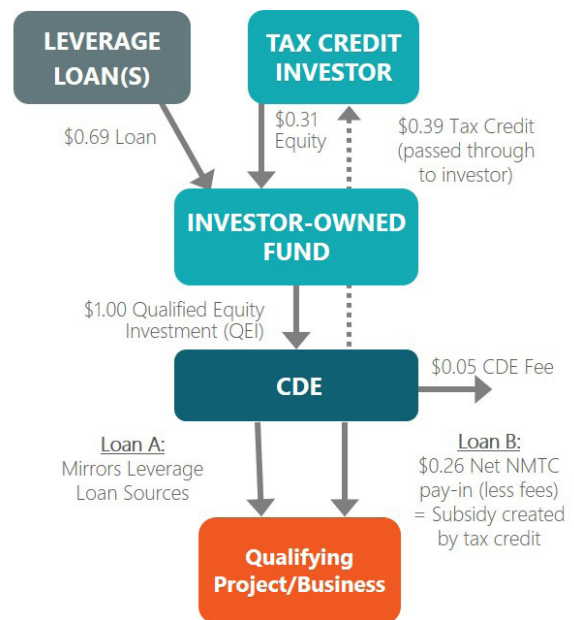 LEVERAGE
LOAN(S)
TAX CREDIT
INVESTOR
$0.69 Loan
$0.31
Equity
$0.39 Tax Credit
(passed through
to investor)
INVESTOR-OWNED
FUND
$1.00 Qualified Equity
Investment (QEI)
CDE
$0.05 CDE Fee
Loan A:
Mirrors Leverage
Loan Sources
Loan B:
$0.26 Net NMTC
pay-in (less fees)
= Subsidy created
by tax credit
Qualifying
Project/Business